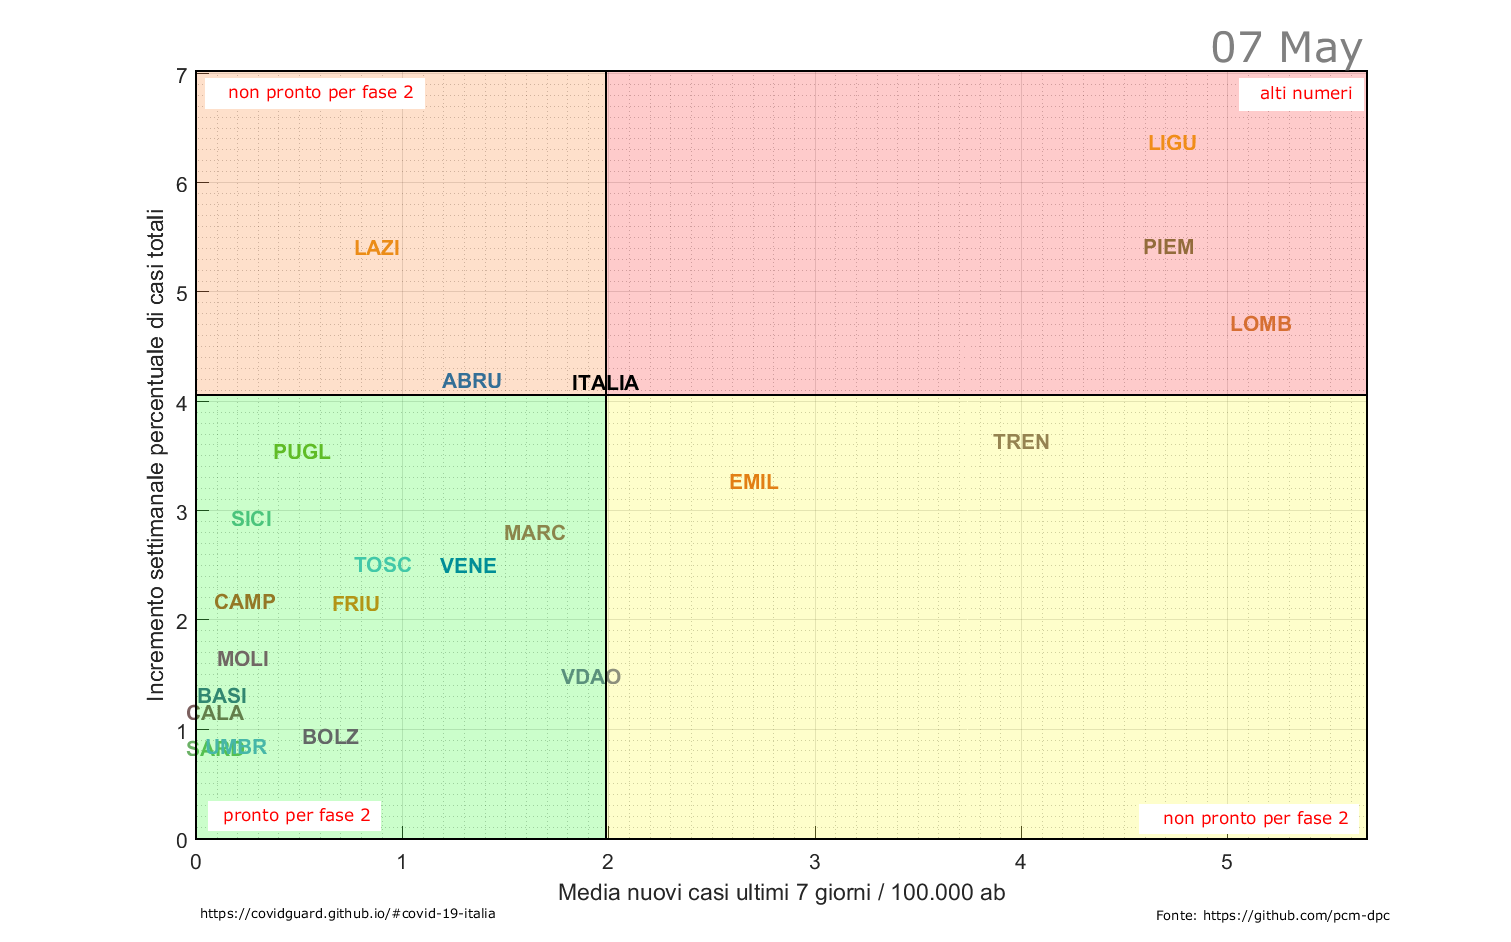 07 May
7
non pronto per fase 2
alti numeri
LIGU
6
LAZI
PIEM
5
LOMB
ABRU
ITALIA
4
TREN
PUGL
EMIL
3
SICI
MARC
TOSC
VENE
CAMP
FRIU
2
MOLI
VDAO
BASI
CALA
1
BOLZ
SARD
UMBR
pronto per fase 2
non pronto per fase 2
0
Incremento settimanale percentuale di casi totali
0 1 2 3 4 5
Media nuovi casi ultimi 7 giorni / 100.000 ab
https://covidguard.github.io/#covid-19-italia
Fonte: https://github.com/pcm-dpc